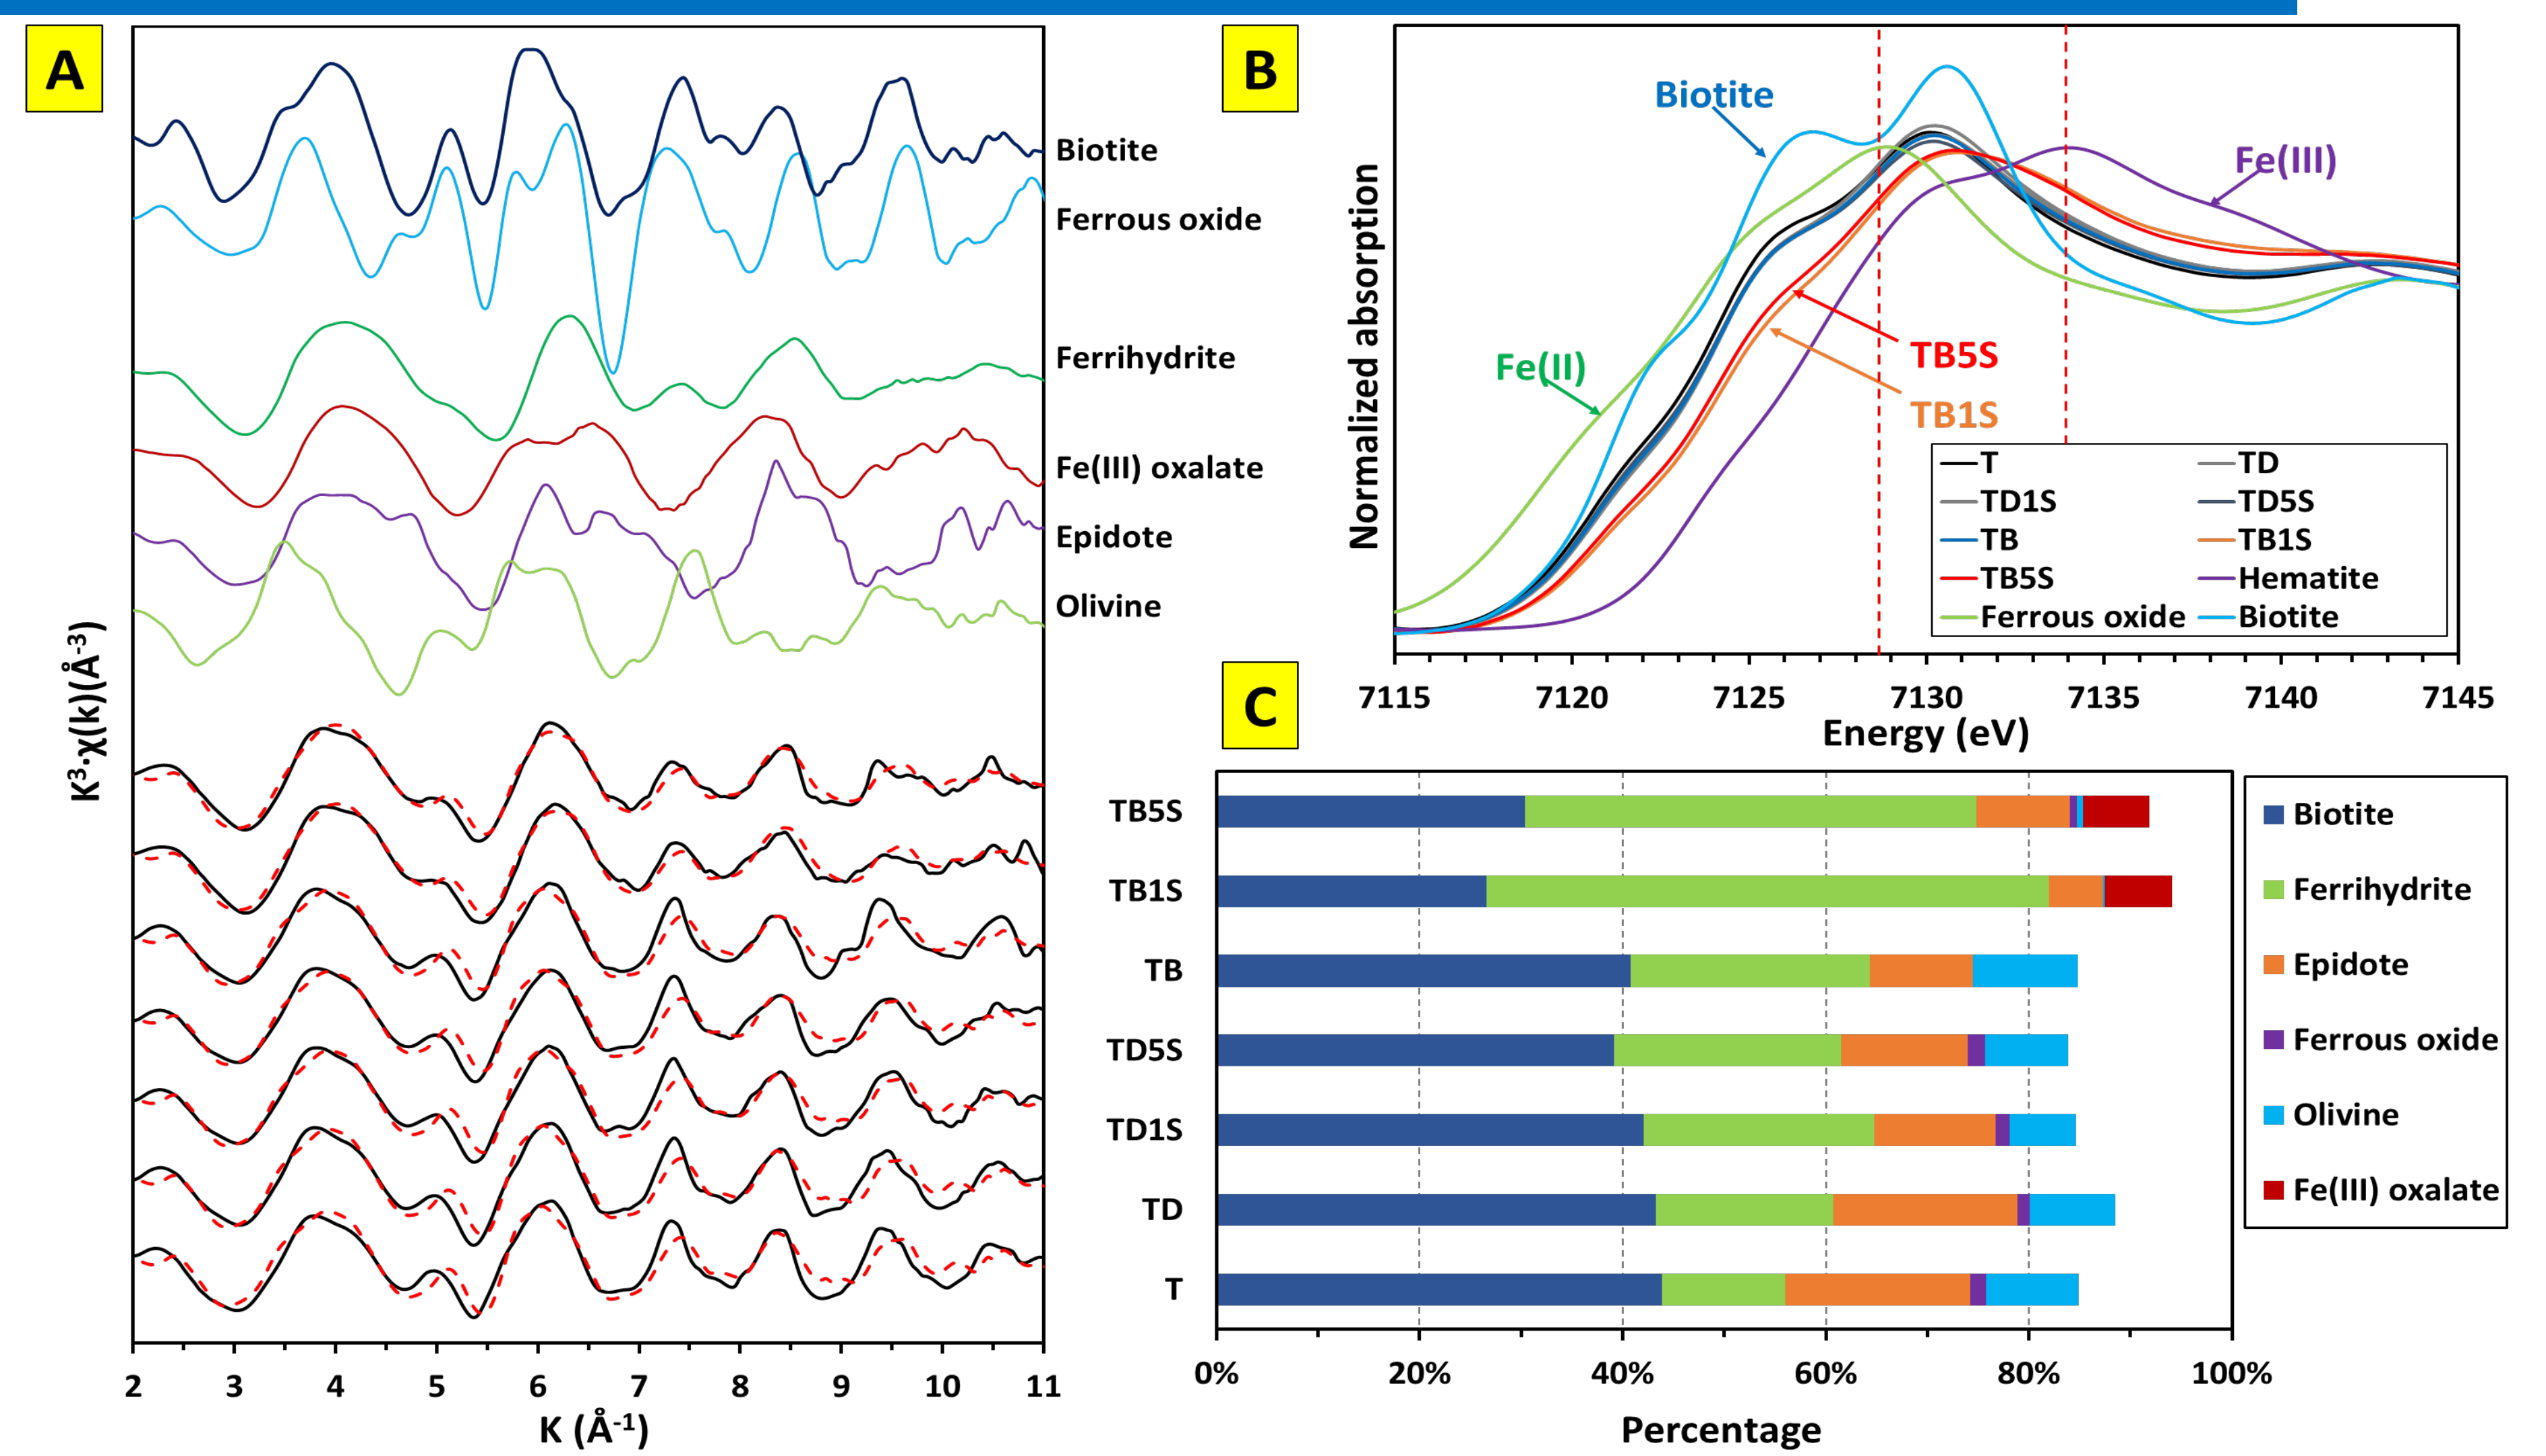 A
Biotite
Ferrous oxide
Ferrihydrite
Fe(III) oxalate
Epidote
Olivine
K³·χ(k)(Å⁻³)
2 3 4 5 6 7 8 9 10 11
K (Å⁻¹)
B
Biotite
Fe(III)
Fe(II)
TB5S
TB1S
Normalized absorption
T TD
TD1S TD5S
TB TB1S
TB5S Hematite
Ferrous oxide Biotite
7115 7120 7125 7130 7135 7140 7145
Energy (eV)
C
TB5S
TB1S
TB
TD5S
TD1S
TD
T
0% 20% 40% 60% 80% 100%
Percentage
Biotite
Ferrihydrite
Epidote
Ferrous oxide
Olivine
Fe(III) oxalate